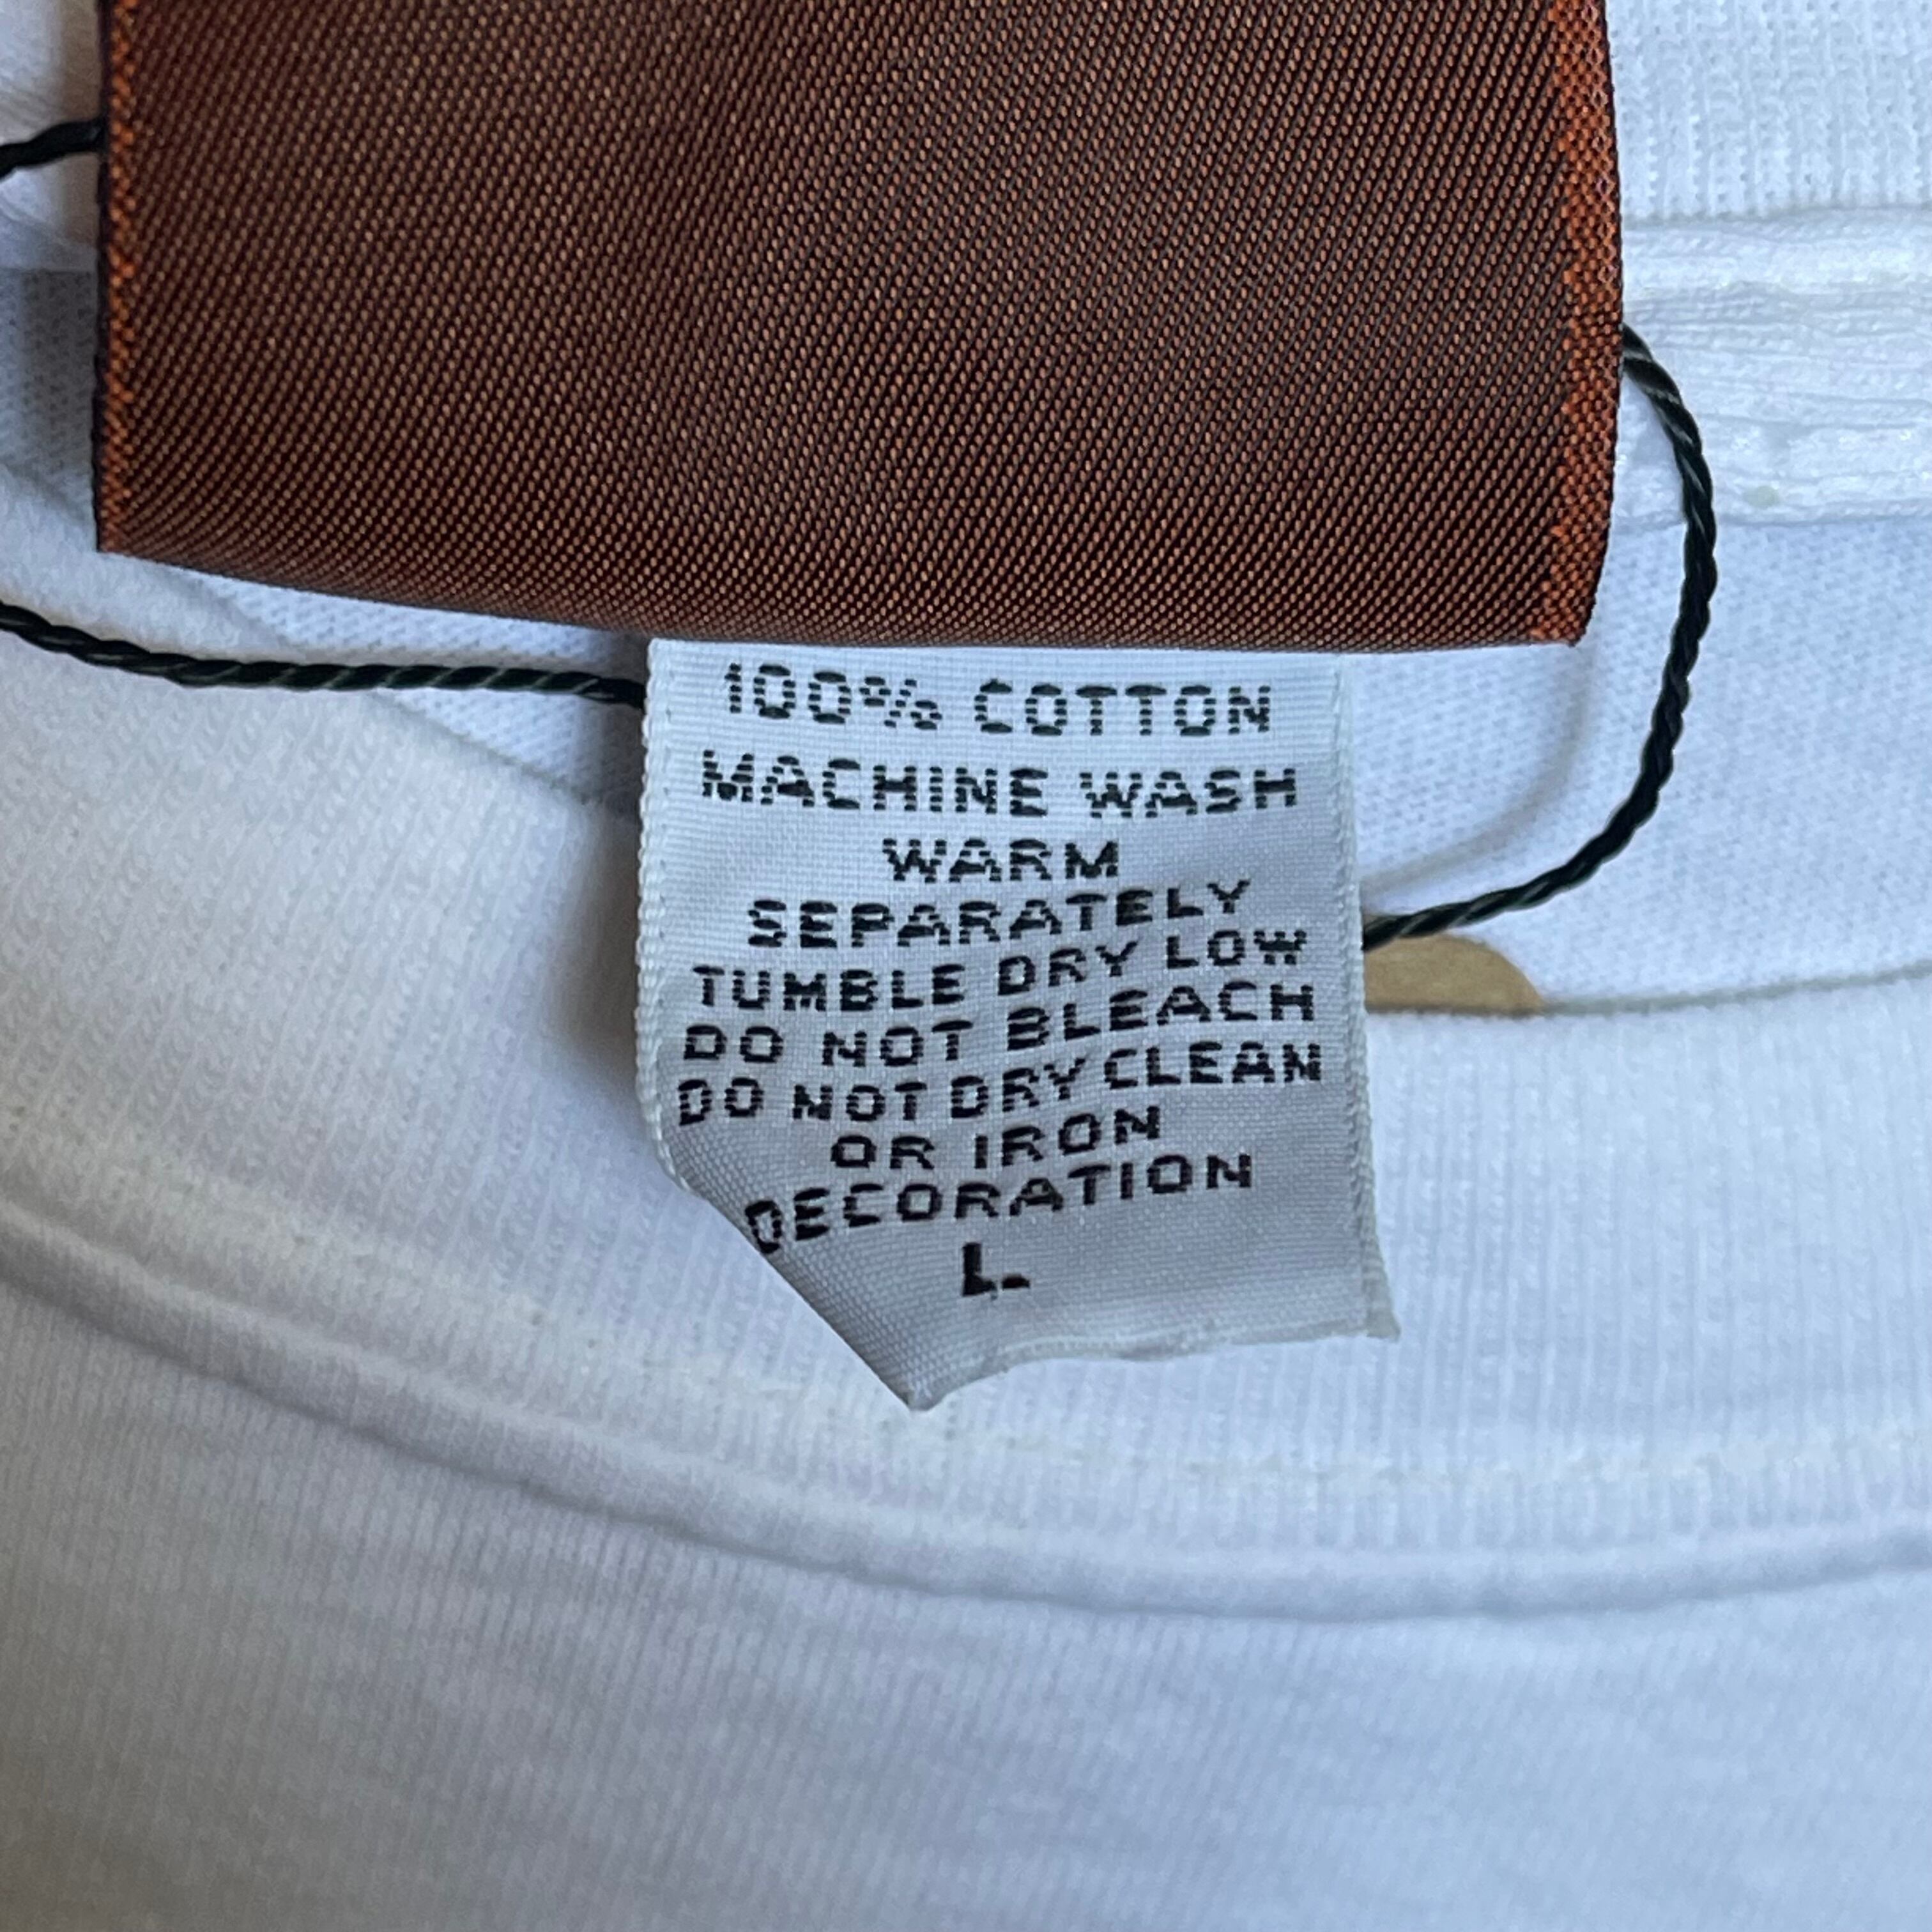 100% COTTON
MACHINE WASH
WARM
SEPARATELY
TUMBLE DRY LOW
DO NOT BLEACH
DO NOT DRY CLEAN
OR IRON
DECORATION
L